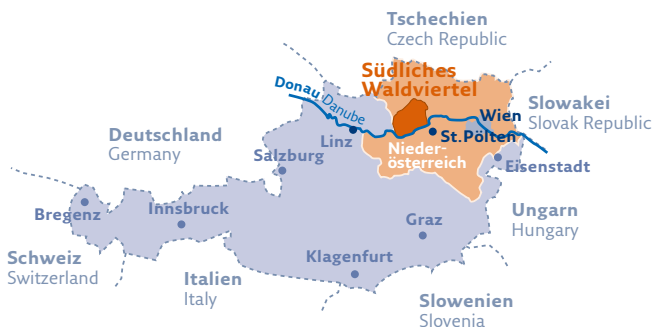 Tschechien
Czech Republic
Südliches
Waldviertel
Donau Danube
Wien
Slowakei
Slovak Republic
Deutschland
Germany
Linz
St.Pölten
Nieder-
österreich
Salzburg
Eisenstadt
Bregenz
Innsbruck
Graz
Ungarn
Hungary
Schweiz
Switzerland
Italien
Italy
Klagenfurt
Slowenien
Slovenia